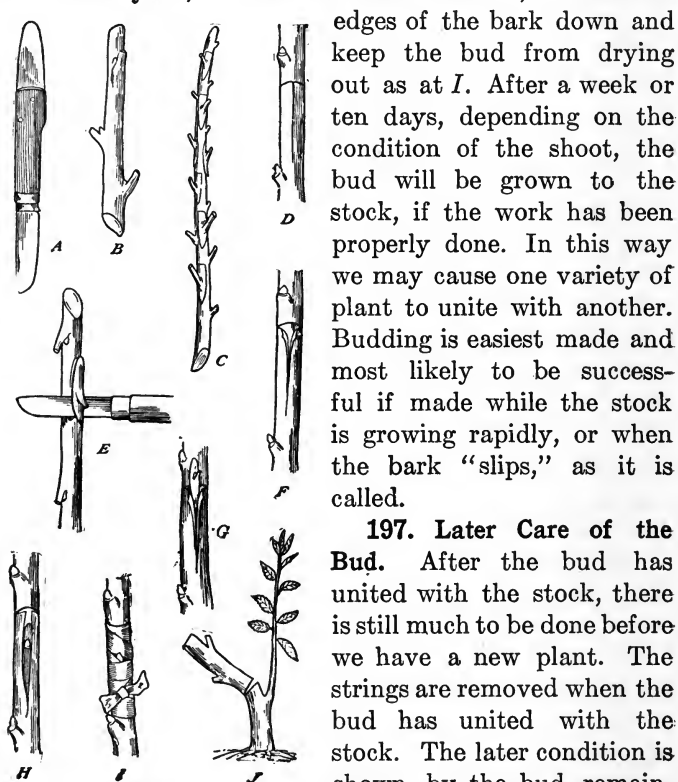 edges of the bark down and
keep the bud from drying
out as at I. After a week or
ten days, depending on the
condition of the shoot, the
bud will be grown to the
stock, if the work has been
properly done. In this way
we may cause one variety of
plant to unite with another.
Budding is easiest made and
most likely to be success-
ful if made while the stock
is growing rapidly, or when
the bark "slips," as it is
called.
197. Later Care of the
Bud. After the bud has
united with the stock, there
is still much to be done before
we have a new plant. The
strings are removed when the
bud has united with the
stock. The later condition is
shown by the bud remain-
A
B
C
D
E
F
G
H
I
J